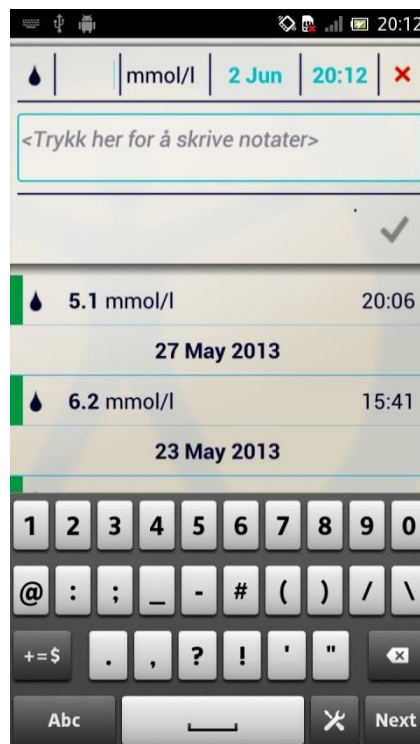 20:12
mmol/l 2 Jun 20:12
<Trykk her for å skrive notater>
5.1 mmol/l 20:06
27 May 2013
6.2 mmol/l 15:41
23 May 2013
1 2 3 4 5 6 7 8 9 0
@ : ; _ - # ( ) / \
+=$ . , ? ! ' "
Abc Next